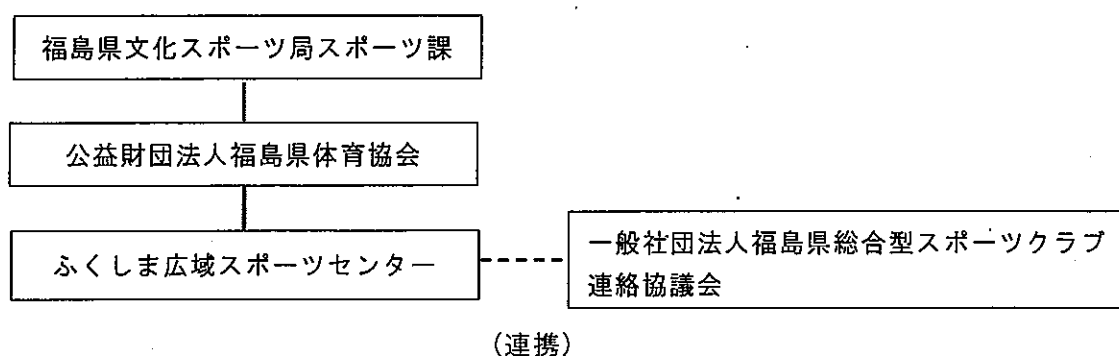 福島県文化スポーツ局スポーツ課
公益財団法人福島県体育協会
ふくしま広域スポーツセンター
一般社団法人福島県総合型スポーツクラブ
連絡協議会
（連携）